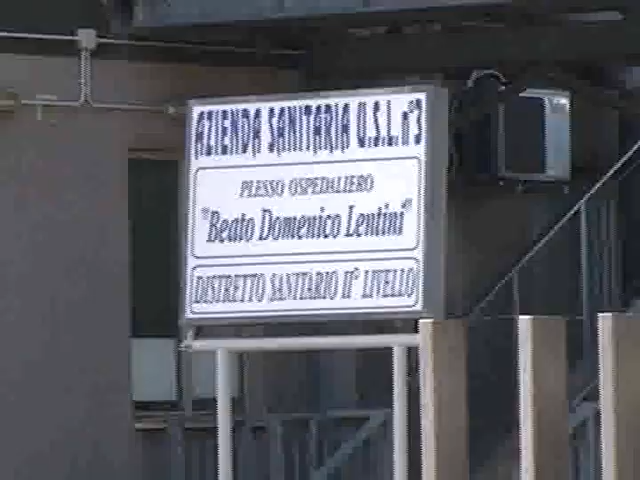 AZIENDA SANITARIA U.S.L. n°3
PLESSO OSPEDALIERO
"Beato Domenico Lentini"
DISTRETTO SANITARIO II° LIVELLO